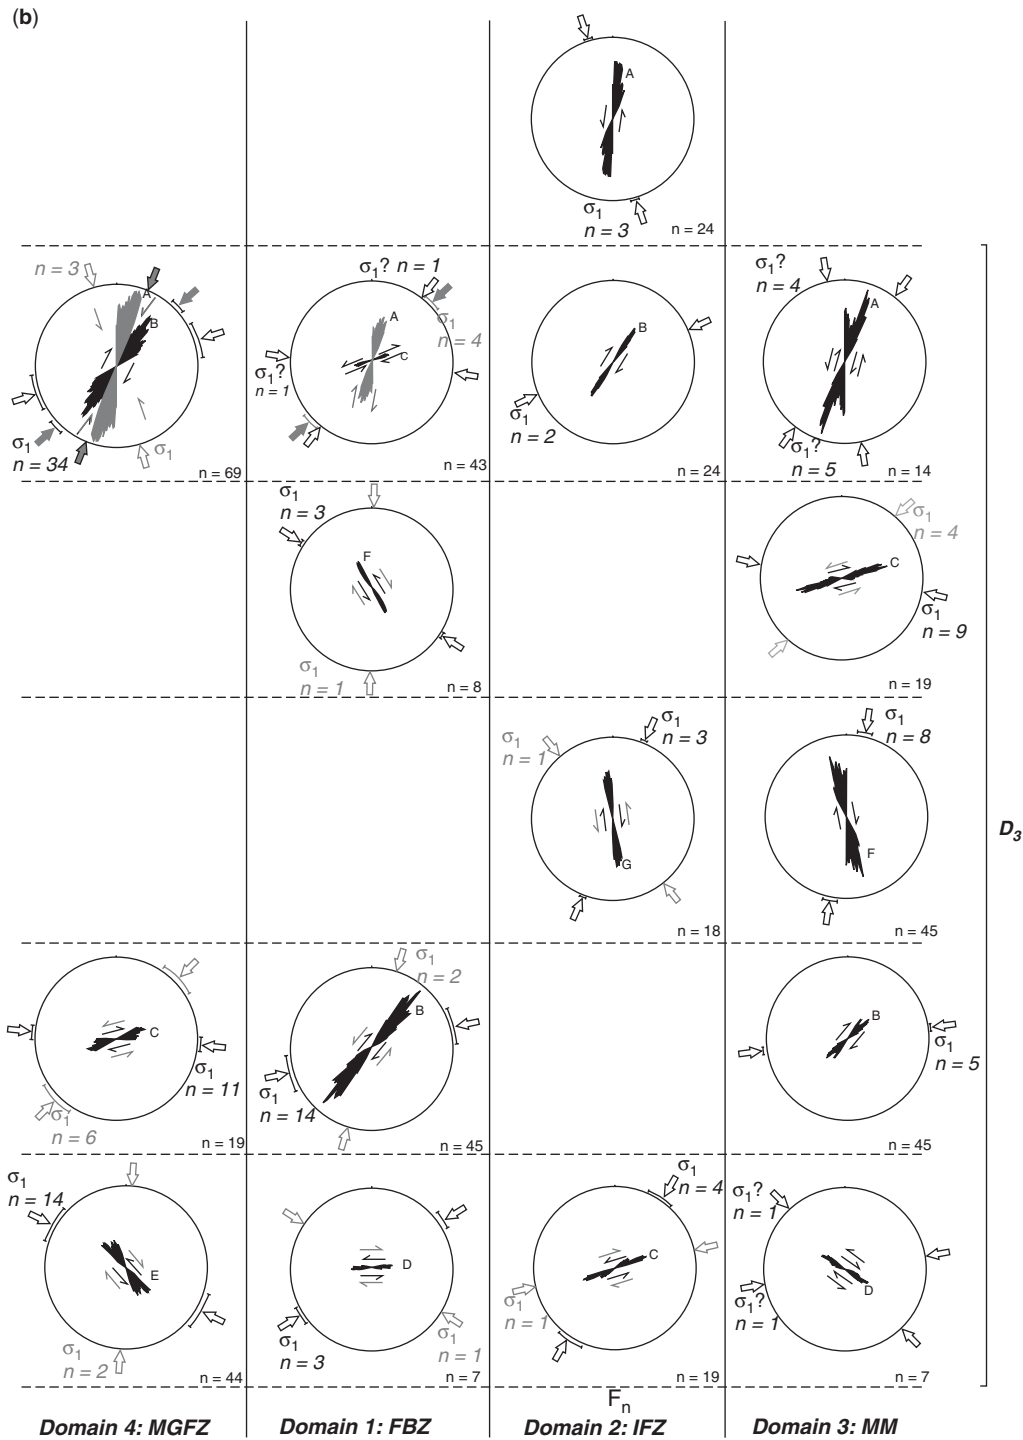 (b)
A
σ1
n = 3
n = 24
n = 3
A
B
σ1
n = 34
σ1
n = 69
σ1? n = 1
A
C
σ1
n = 4
σ1?
n = 1
n = 43
B
σ1
n = 2
n = 24
σ1?
n = 4
A
σ1?
n = 5
n = 14
σ1
n = 3
F
σ1
n = 1
n = 8
σ1
n = 4
C
σ1
n = 9
n = 19
σ1
n = 1
σ1
n = 3
G
n = 18
σ1
n = 8
F
n = 45
D3
C
σ1
n = 11
σ1
n = 6
n = 19
σ1
n = 2
B
σ1
n = 14
n = 45
B
σ1
n = 5
n = 45
σ1
n = 14
E
σ1
n = 2
n = 44
D
σ1
n = 3
σ1
n = 1
n = 7
σ1
n = 4
C
σ1
n = 1
n = 19
σ1?
n = 1
D
σ1?
n = 1
n = 7
Fn
Domain 4: MGFZ
Domain 1: FBZ
Domain 2: IFZ
Domain 3: MM